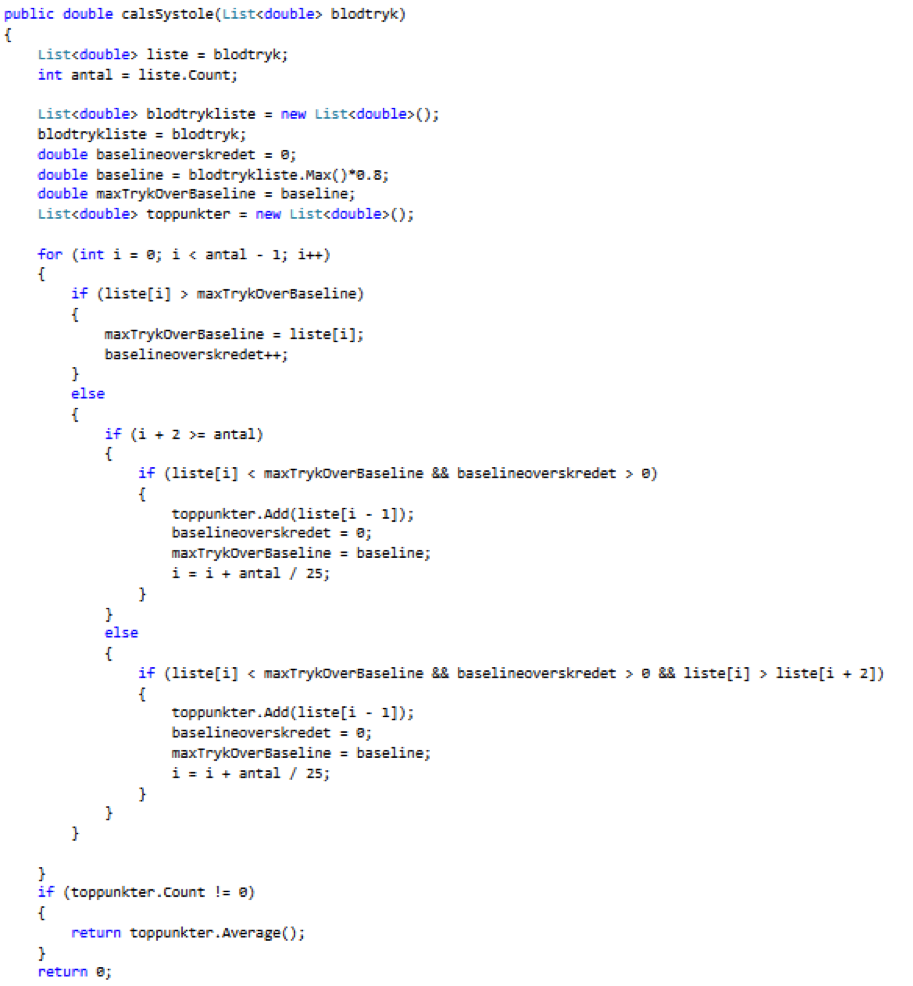 public double calsSystole(List<double> blodtryk)
{
    List<double> liste = blodtryk;
    int antal = liste.Count;

    List<double> blodtrykliste = new List<double>();
    blodtrykliste = blodtryk;
    double baselineoverskredet = 0;
    double baseline = blodtrykliste.Max()*0.8;
    double maxTrykOverBaseline = baseline;
    List<double> toppunkter = new List<double>();

    for (int i = 0; i < antal - 1; i++)
    {
        if (liste[i] > maxTrykOverBaseline)
        {
            maxTrykOverBaseline = liste[i];
            baselineoverskredet++;
        }
        else
        {
            if (i + 2 >= antal)
            {
                if (liste[i] < maxTrykOverBaseline && baselineoverskredet > 0)
                {
                    toppunkter.Add(liste[i - 1]);
                    baselineoverskredet = 0;
                    maxTrykOverBaseline = baseline;
                    i = i + antal / 25;
                }
            }
            else
            {
                if (liste[i] < maxTrykOverBaseline && baselineoverskredet > 0 && liste[i] > liste[i + 2])
                {
                    toppunkter.Add(liste[i - 1]);
                    baselineoverskredet = 0;
                    maxTrykOverBaseline = baseline;
                    i = i + antal / 25;
                }
            }
        }

    }
    if (toppunkter.Count != 0)
    {
        return toppunkter.Average();
    }
    return 0;